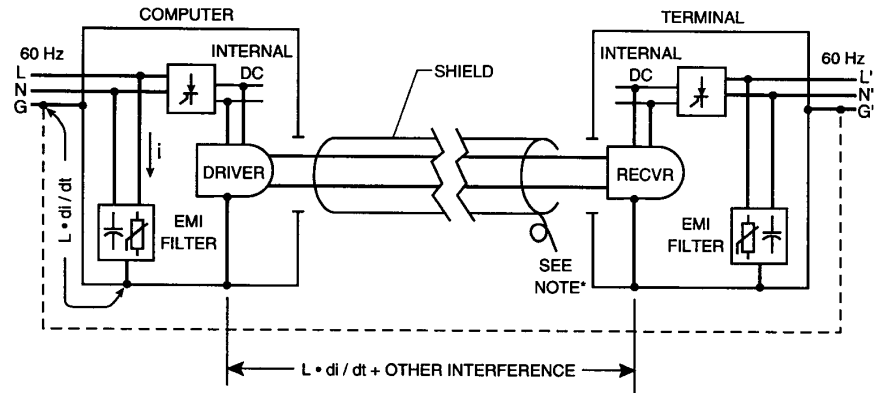 COMPUTER
TERMINAL
60 Hz
INTERNAL
DC
SHIELD
INTERNAL
DC
60 Hz
L
N
G
L'
N'
G'
i
DRIVER
RECVR
L • di / dt
EMI
FILTER
SEE
NOTE*
EMI
FILTER
L • di / dt + OTHER INTERFERENCE